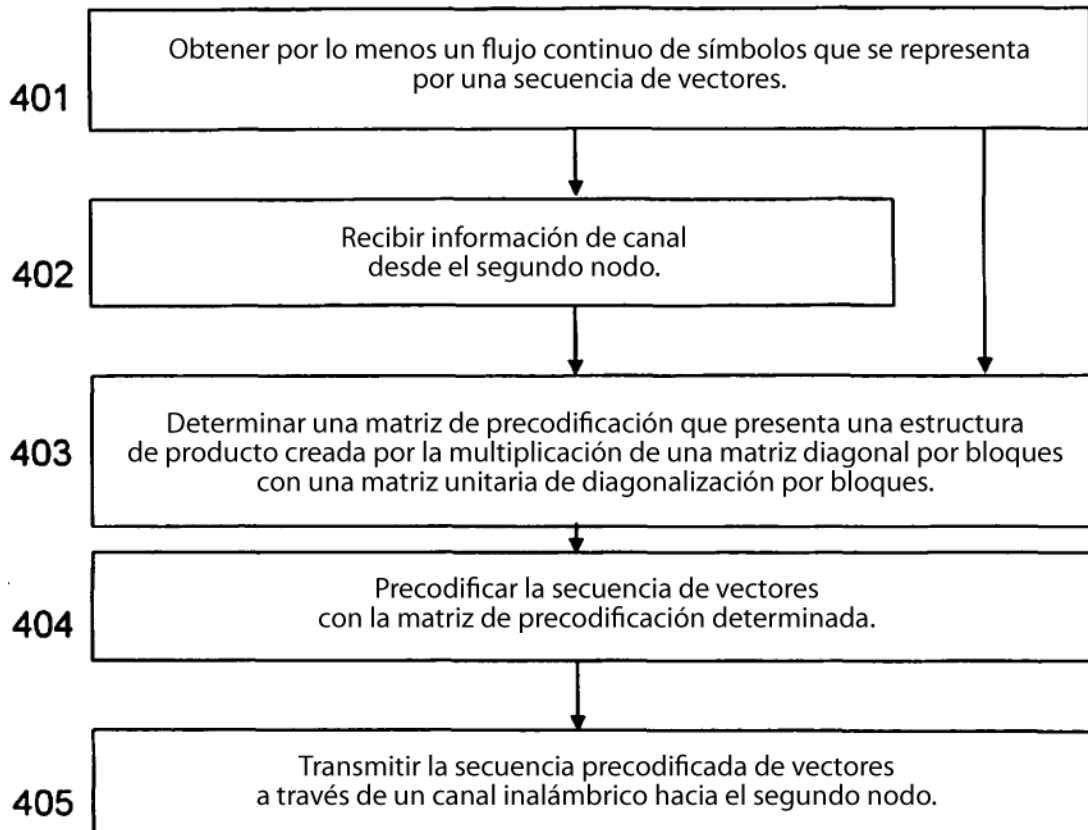 Obtener por lo menos un flujo continuo de símbolos que se representa
por una secuencia de vectores.
401
Recibir información de canal
desde el segundo nodo.
402
Determinar una matriz de precodificación que presenta una estructura
de producto creada por la multiplicación de una matriz diagonal por bloques
con una matriz unitaria de diagonalización por bloques.
403
Precodificar la secuencia de vectores
con la matriz de precodificación determinada.
404
Transmitir la secuencia precodificada de vectores
a través de un canal inalámbrico hacia el segundo nodo.
405